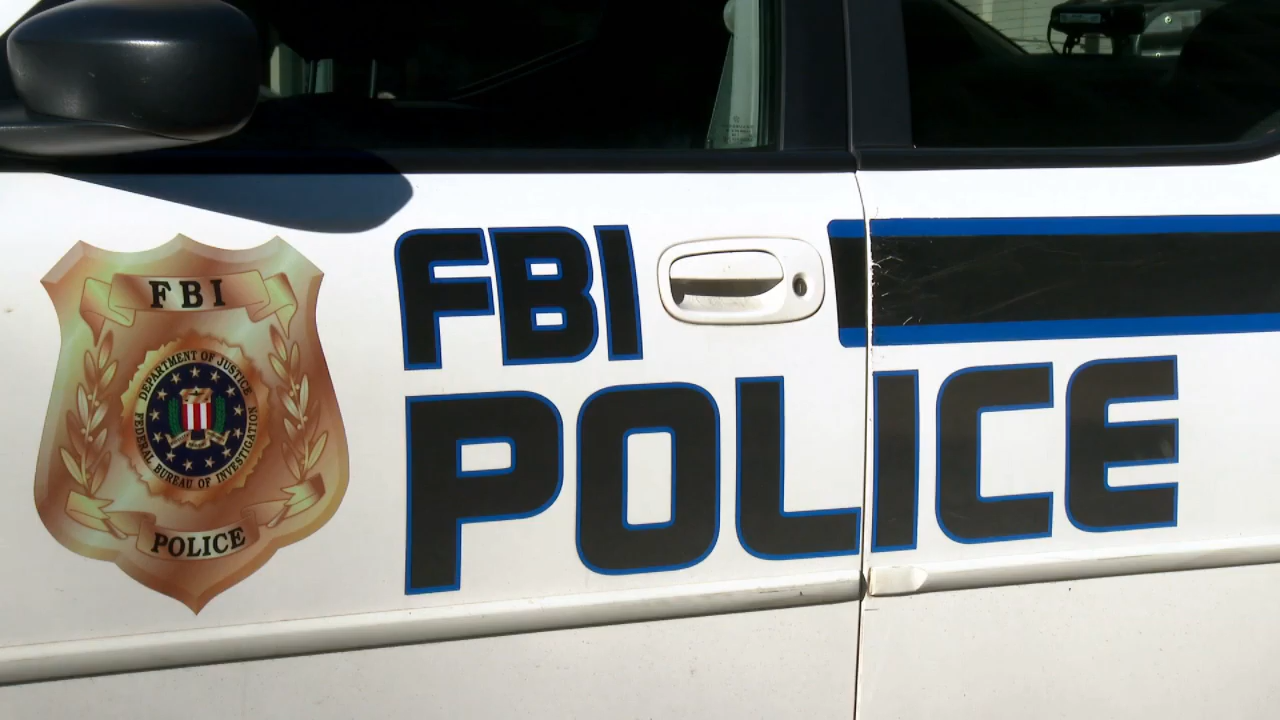 FBI
DEPARTMENT OF JUSTICE
FEDERAL BUREAU OF INVESTIGATION
POLICE
FBI
POLICE